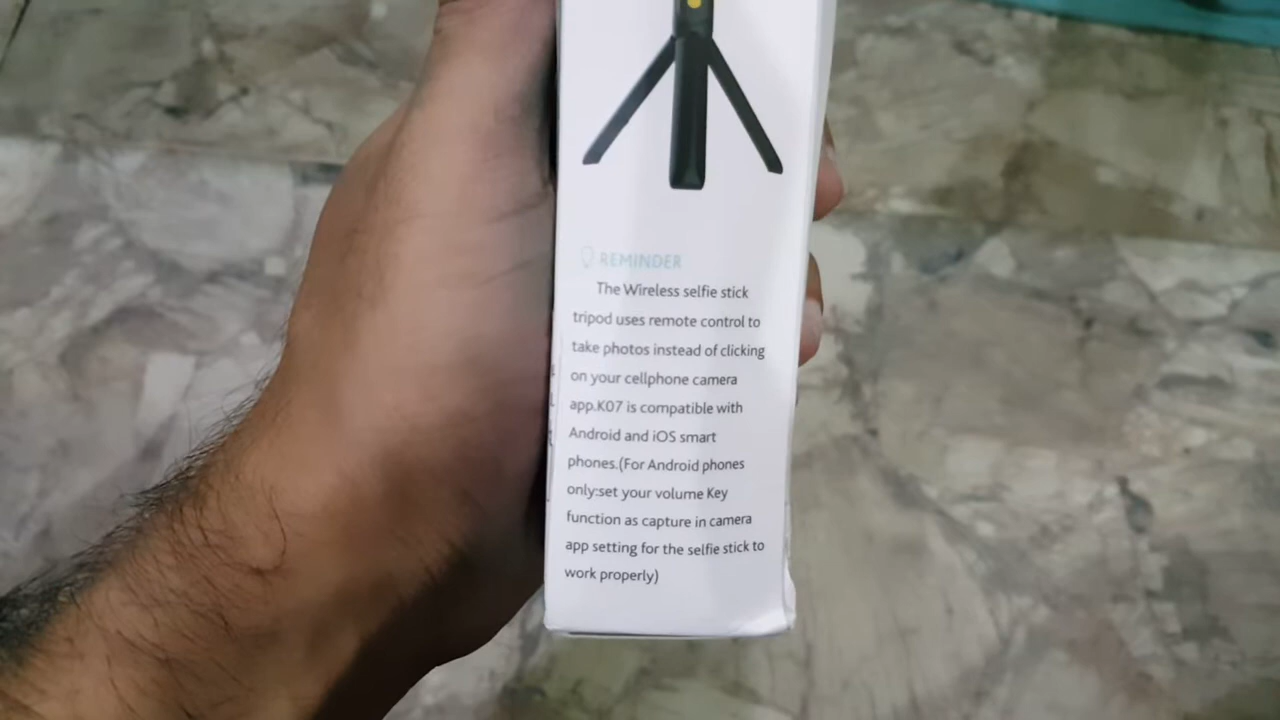 REMINDER
The Wireless selfie stick
tripod uses remote control to
take photos instead of clicking
on your cellphone camera
app.K07 is compatible with
Android and iOS smart
phones.(For Android phones
only:set your volume Key
function as capture in camera
app setting for the selfie stick to
work properly)